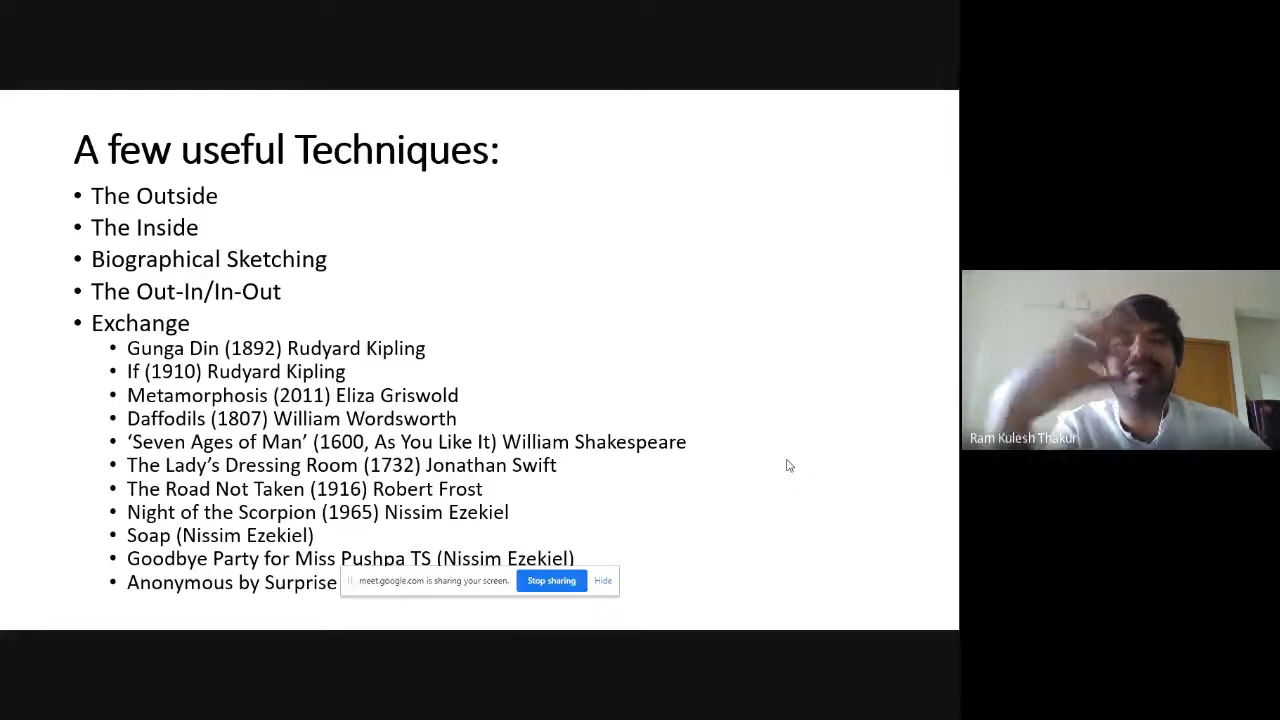 A few useful Techniques:
• The Outside
• The Inside
• Biographical Sketching
• The Out-In/In-Out
• Exchange
• Gunga Din (1892) Rudyard Kipling
• If (1910) Rudyard Kipling
• Metamorphosis (2011) Eliza Griswold
• Daffodils (1807) William Wordsworth
• ‘Seven Ages of Man’ (1600, As You Like It) William Shakespeare
• The Lady’s Dressing Room (1732) Jonathan Swift
• The Road Not Taken (1916) Robert Frost
• Night of the Scorpion (1965) Nissim Ezekiel
• Soap (Nissim Ezekiel)
• Goodbye Party for Miss Pushpa TS (Nissim Ezekiel)
• Anonymous by Surprise
meet.google.com is sharing your screen. Stop sharing Hide
Ram Kulesh Thakur